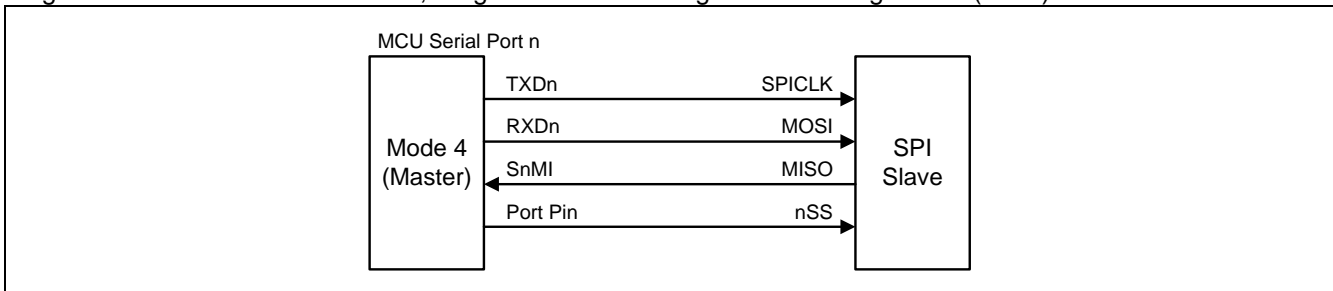 MCU Serial Port n
TXDn SPICLK
RXDn MOSI
Mode 4
(Master)
SnMI MISO
SPI
Slave
Port Pin nSS